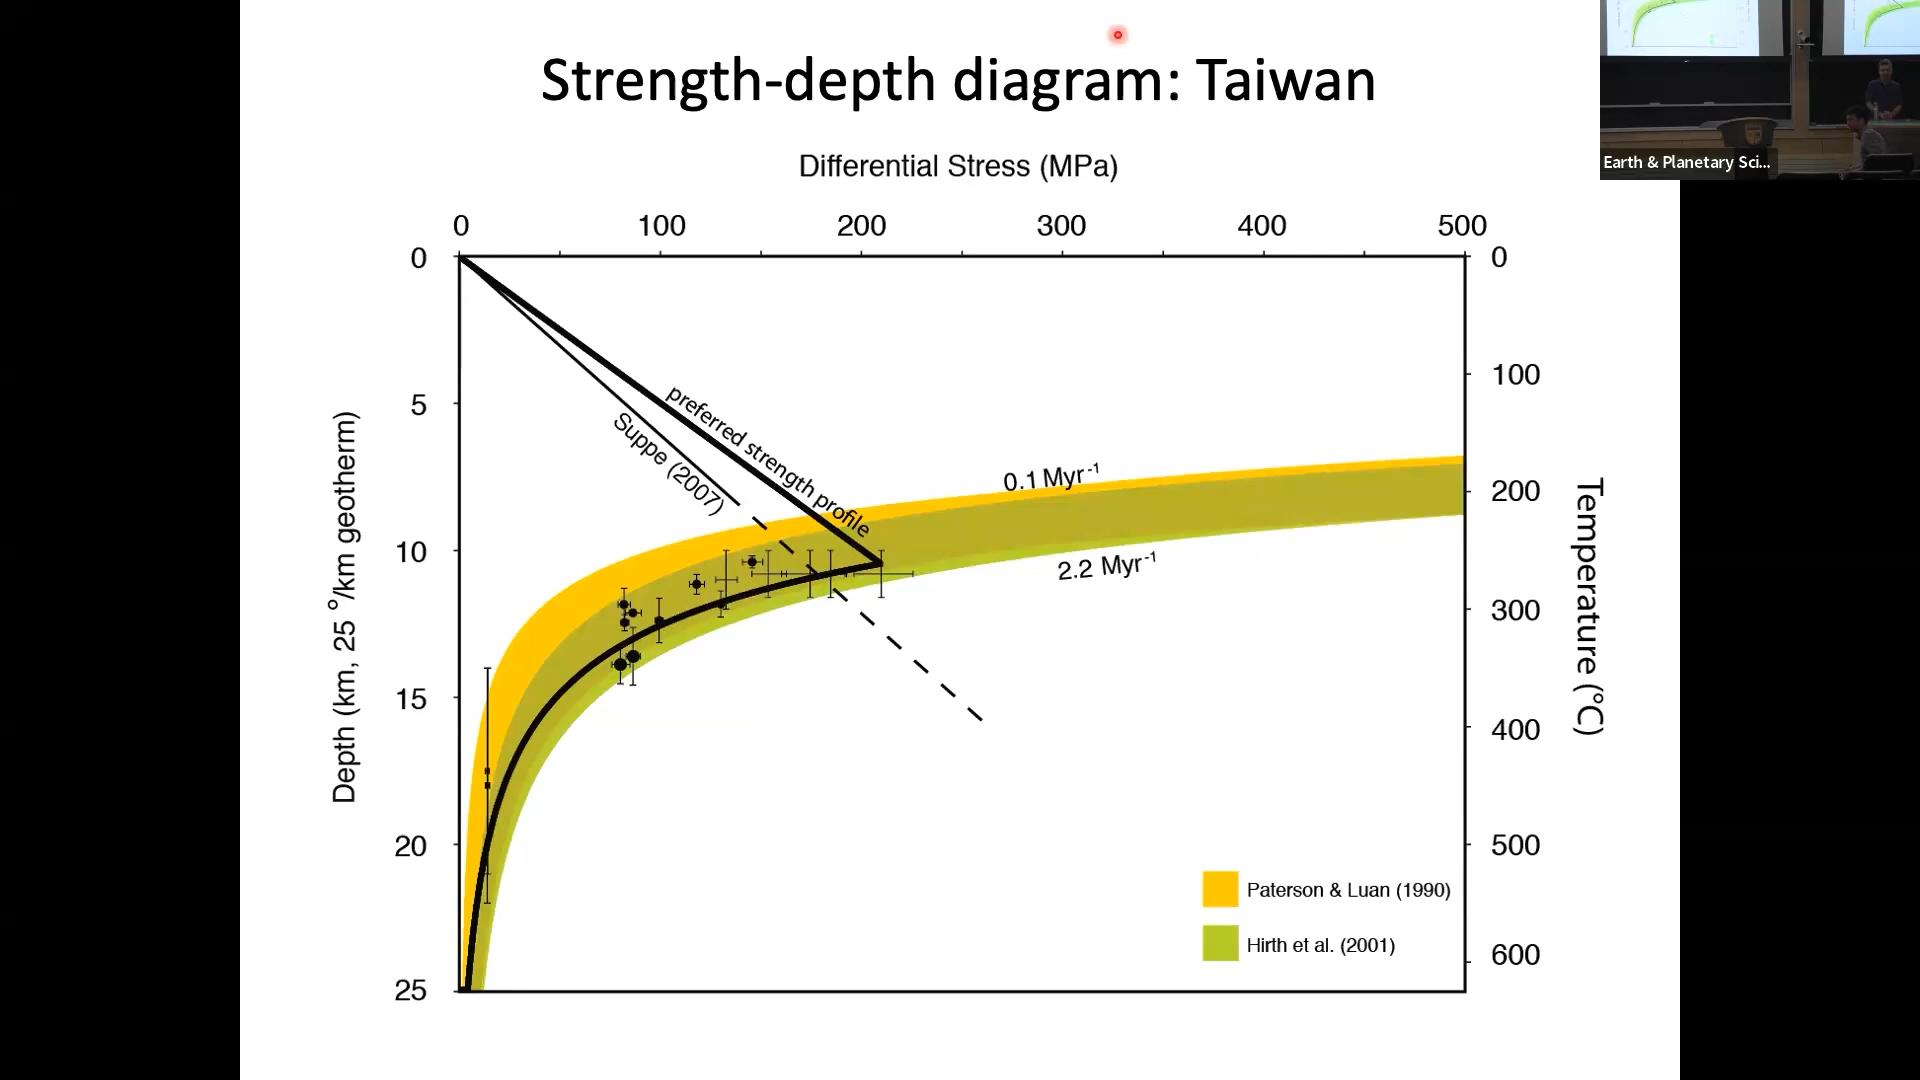 Strength-depth diagram: Taiwan
Earth & Planetary Sci...
Differential Stress (MPa)
0 100 200 300 400 500
0 5 10 15 20 25
Depth (km, 25 °/km geotherm)
0 100 200 300 400 500 600
Temperature (°C)
preferred strength profile
Suppe (2007)
0.1 Myr⁻¹
2.2 Myr⁻¹
Paterson & Luan (1990)
Hirth et al. (2001)